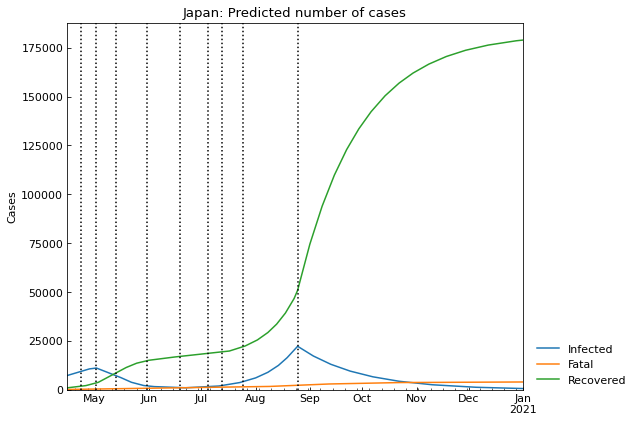 Japan: Predicted number of cases
175000
150000
125000
100000
75000
50000
25000
0
Cases
May Jun Jul Aug Sep Oct Nov Dec Jan
2021
Infected
Fatal
Recovered